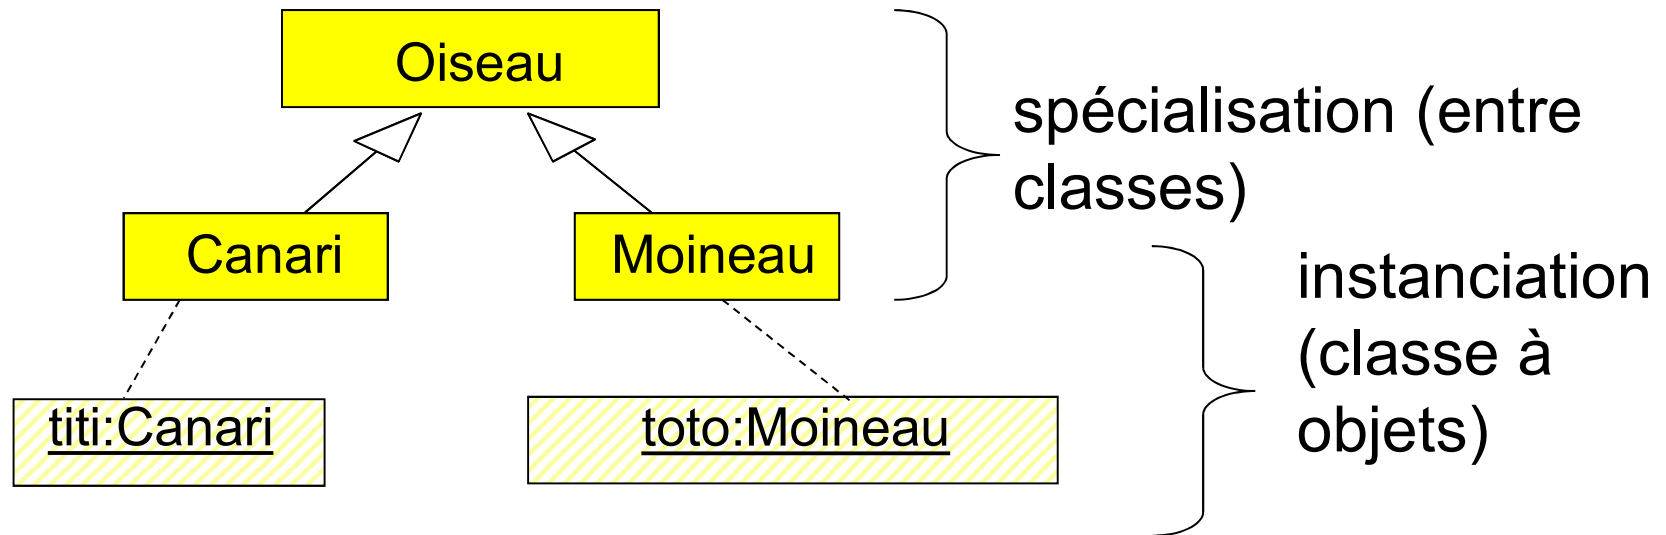 Oiseau
spécialisation (entre
classes)
Canari
Moineau
instanciation
(classe à
objets)
titi:Canari
toto:Moineau